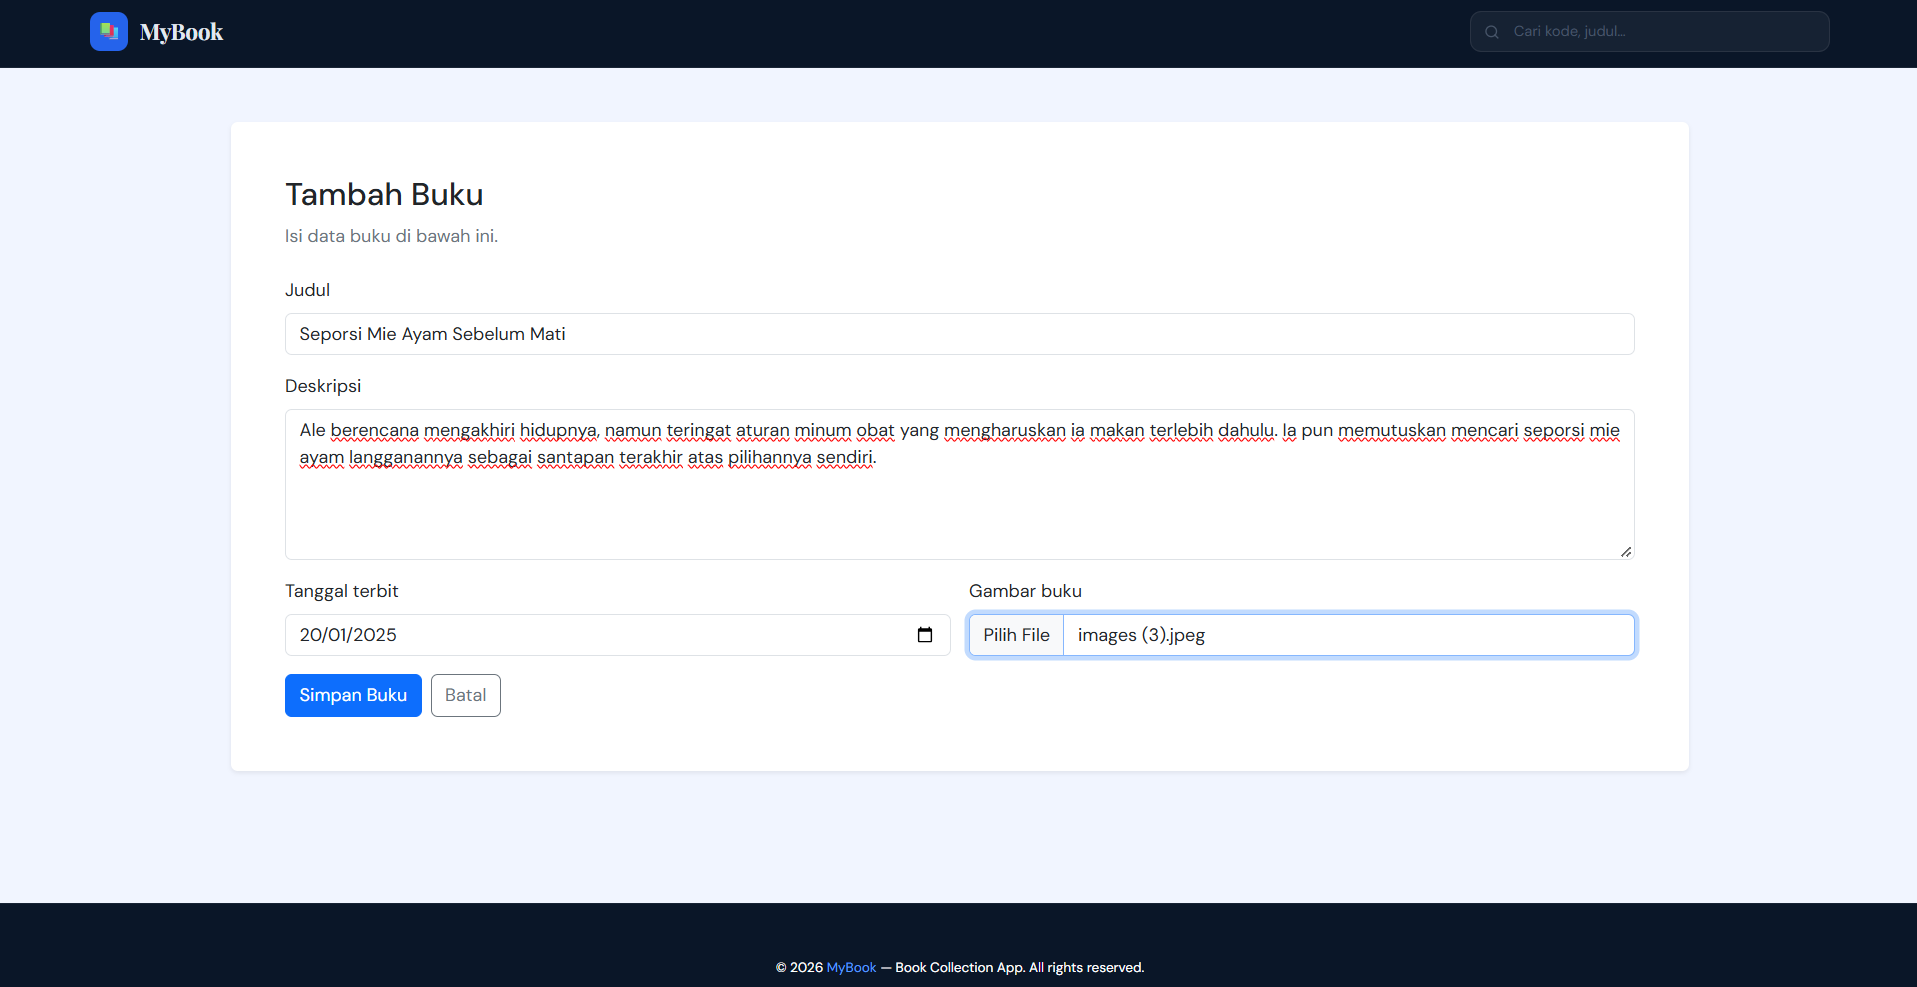 MyBook
Cari kode, judul...
Tambah Buku
Isi data buku di bawah ini.
Judul
Seporsi Mie Ayam Sebelum Mati
Deskripsi
Ale berencana mengakhiri hidupnya, namun teringat aturan minum obat yang mengharuskan ia makan terlebih dahulu. Ia pun memutuskan mencari seporsi mie
ayam langganannya sebagai santapan terakhir atas pilihannya sendiri.
Tanggal terbit
Gambar buku
20/01/2025
Pilih File images (3).jpeg
Simpan Buku
Batal
© 2026 MyBook — Book Collection App. All rights reserved.